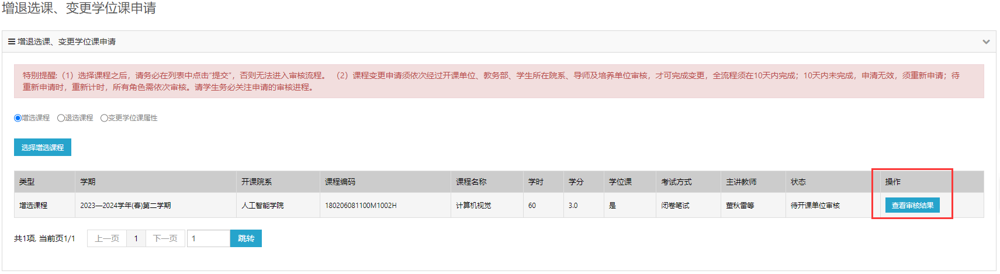 增退选课、变更学位课申请
增退选课、变更学位课申请
特别提醒:（1）选择课程之后，请务必在列表中点击“提交”，否则无法进入审核流程。 （2）课程变更申请须依次经过开课单位、教务部、学生所在院系、导师及培养单位审核，才可完成变更，全流程须在10天内完成；10天内未完成，申清无效，须重新申请；待
重新申请时，重新计时，所有角色需依次审核。请学生务必关注申请的审核进程。
增选课程 退选课程 变更学位课属性
选择增选课程
类型 学期 开课院系 课程编码 课程名称 学时 学分 学位课 考试方式 主讲教师 状态 操作
增选课程 2023—2024学年(春)第二学期 人工智能学院 180206081100M1002H 计算机视觉 60 3.0 是 闭卷笔试 董秋雷等 待开课单位审核 查看审核结果
共1项, 当前页1/1 上一页 1 下一页 1 跳转